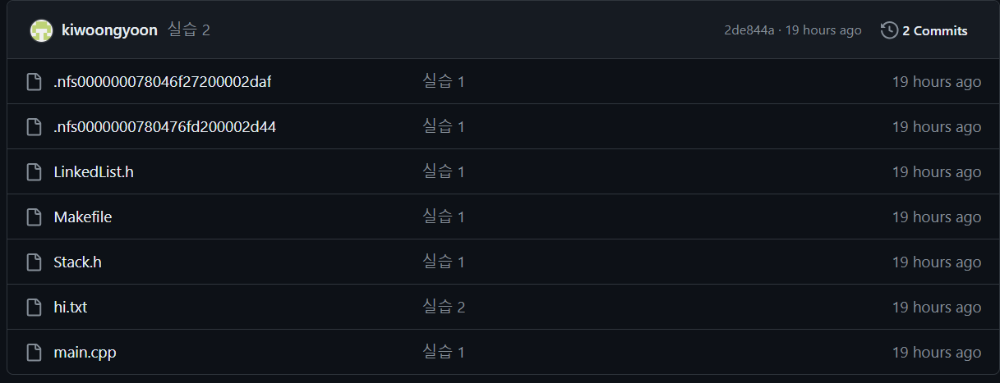 kiwoongyoon 실습 2 2de844a · 19 hours ago 2 Commits
.nfs000000078046f27200002daf 실습 1 19 hours ago
.nfs0000000780476fd200002d44 실습 1 19 hours ago
LinkedList.h 실습 1 19 hours ago
Makefile 실습 1 19 hours ago
Stack.h 실습 1 19 hours ago
hi.txt 실습 2 19 hours ago
main.cpp 실습 1 19 hours ago